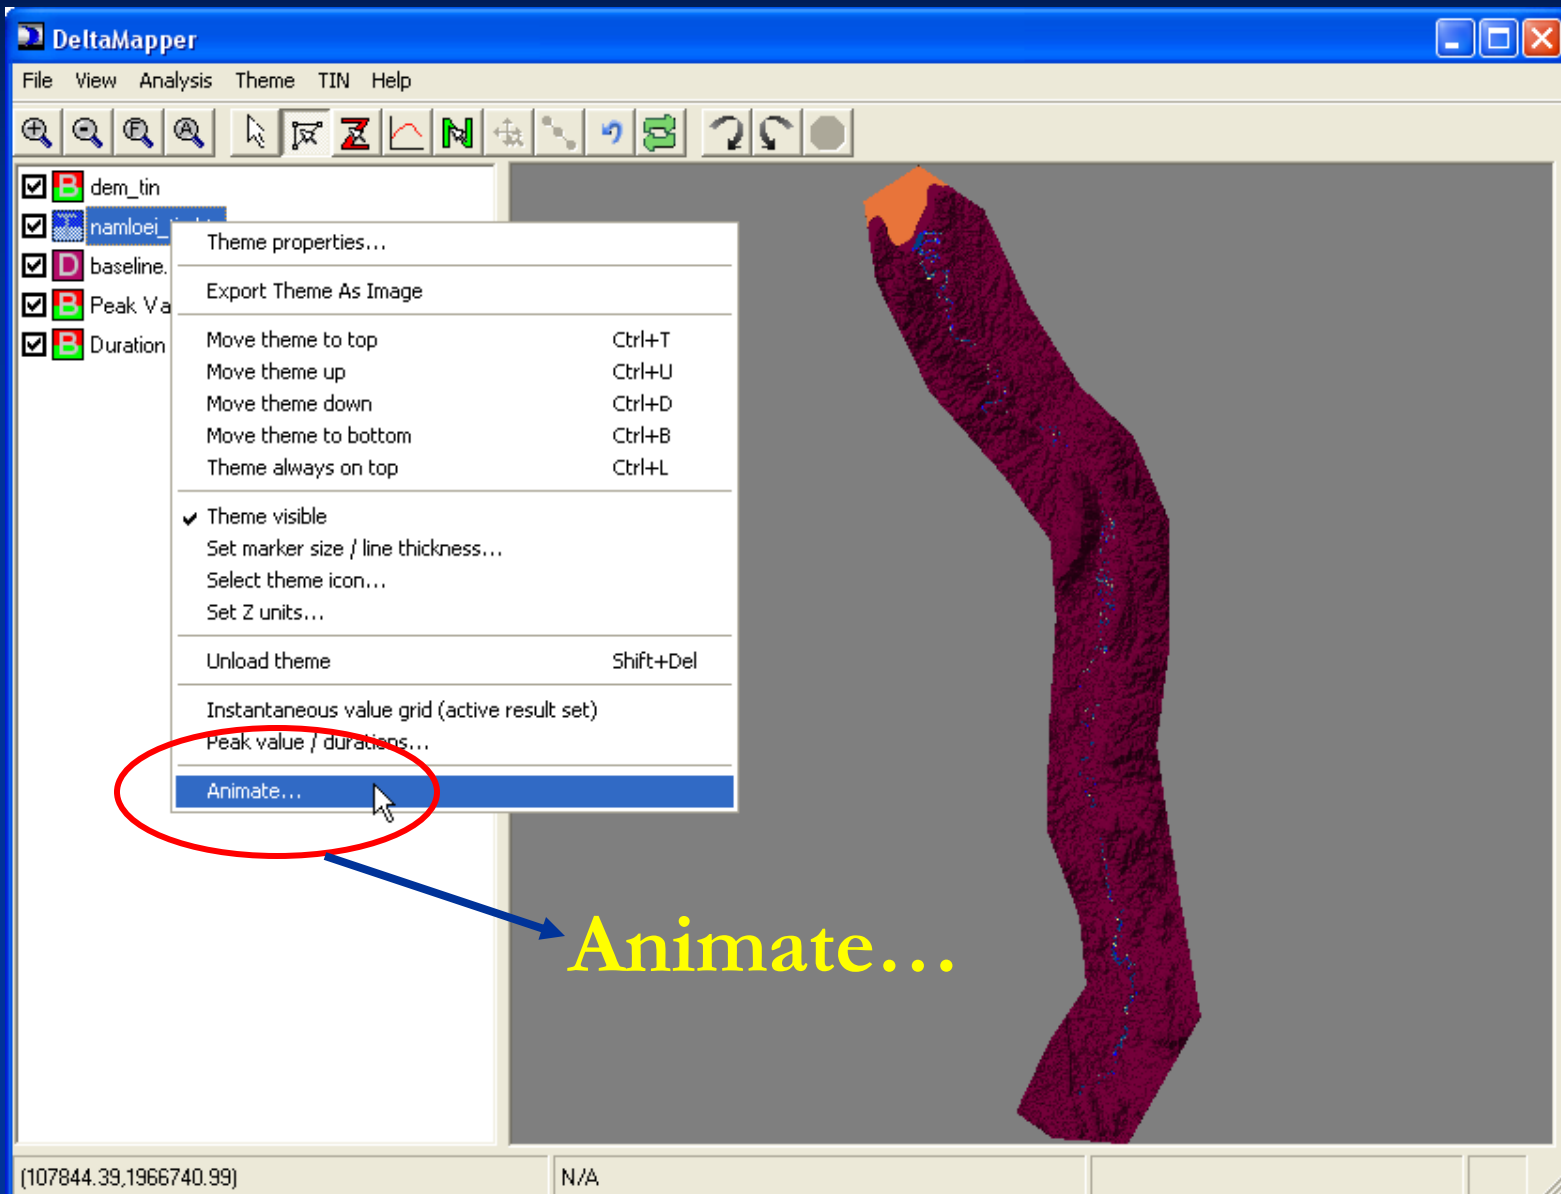 DeltaMapper
File View Analysis Theme TIN Help
dem_tin
namloei_
baseline.
Peak Va
Duration
Theme properties...
Export Theme As Image
Move theme to top Ctrl+T
Move theme up Ctrl+U
Move theme down Ctrl+D
Move theme to bottom Ctrl+B
Theme always on top Ctrl+L
Theme visible
Set marker size / line thickness...
Select theme icon...
Set Z units...
Unload theme Shift+Del
Instantaneous value grid (active result set)
Peak value / durations...
Animate...
Animate...
(107844.39,1966740.99) N/A